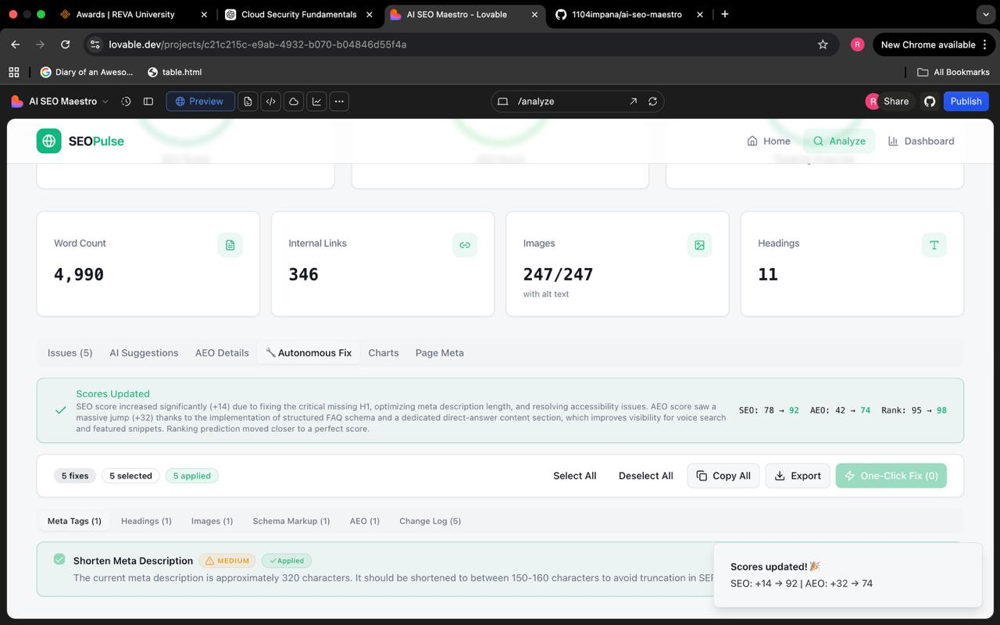 Awards | REVA University
Cloud Security Fundamentals
AI SEO Maestro - Lovable
1104impana/ai-seo-maestro
lovable.dev/projects/c21c215c-e9ab-4932-b070-b04846d55f4a
R
New Chrome available
Diary of an Aweso...
table.html
All Bookmarks
AI SEO Maestro
Preview
/analyze
R
Share
Publish
SEOPulse
Home
Analyze
Dashboard
Word Count
4,990
Internal Links
346
Images
247/247
with alt text
Headings
11
Issues (5)
AI Suggestions
AEO Details
🔧 Autonomous Fix
Charts
Page Meta
Scores Updated
SEO score increased significantly (+14) due to fixing the critical missing H1, optimizing meta description length, and resolving accessibility issues. AEO score saw a
massive jump (+32) thanks to the implementation of structured FAQ schema and a dedicated direct-answer content section, which improves visibility for voice search
and featured snippets. Ranking prediction moved closer to a perfect score.
SEO: 78 → 92 AEO: 42 → 74 Rank: 95 → 98
5 fixes
5 selected
5 applied
Select All
Deselect All
Copy All
Export
One-Click Fix (0)
Meta Tags (1)
Headings (1)
Images (1)
Schema Markup (1)
AEO (1)
Change Log (5)
Shorten Meta Description
MEDIUM
Applied
The current meta description is approximately 320 characters. It should be shortened to between 150-160 characters to avoid truncation in
Scores updated! 🎉
SEO: +14 → 92 | AEO: +32 → 74